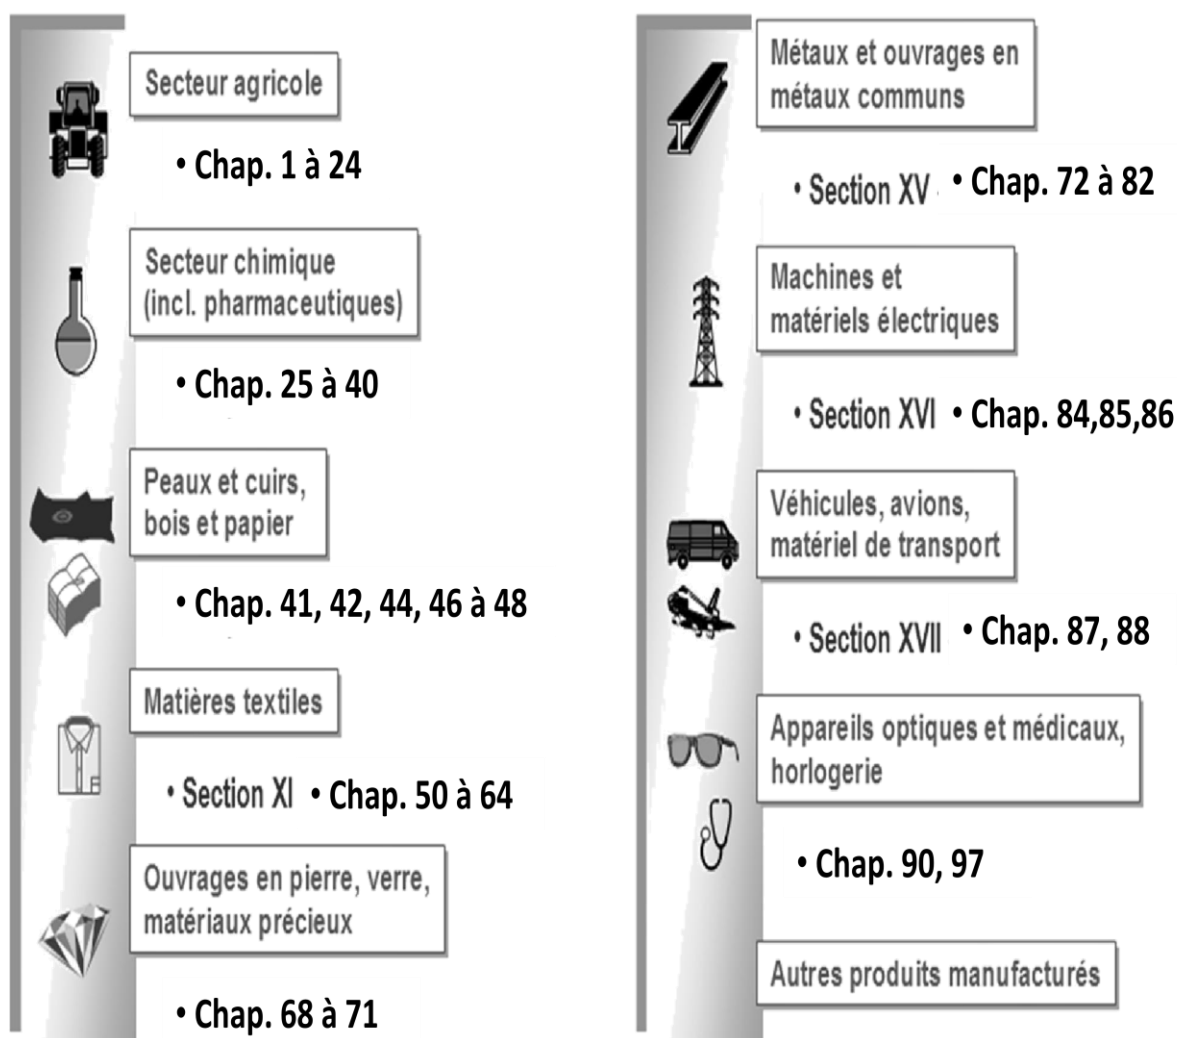 Secteur agricole
• Chap. 1 à 24
Secteur chimique
(incl. pharmaceutiques)
• Chap. 25 à 40
Peaux et cuirs,
bois et papier
• Chap. 41, 42, 44, 46 à 48
Matières textiles
• Section XI • Chap. 50 à 64
Ouvrages en pierre, verre,
matériaux précieux
• Chap. 68 à 71
Métaux et ouvrages en
métaux communs
• Section XV • Chap. 72 à 82
Machines et
matériels électriques
• Section XVI • Chap. 84,85,86
Véhicules, avions,
matériel de transport
• Section XVII • Chap. 87, 88
Appareils optiques et médicaux,
horlogerie
• Chap. 90, 97
Autres produits manufacturés